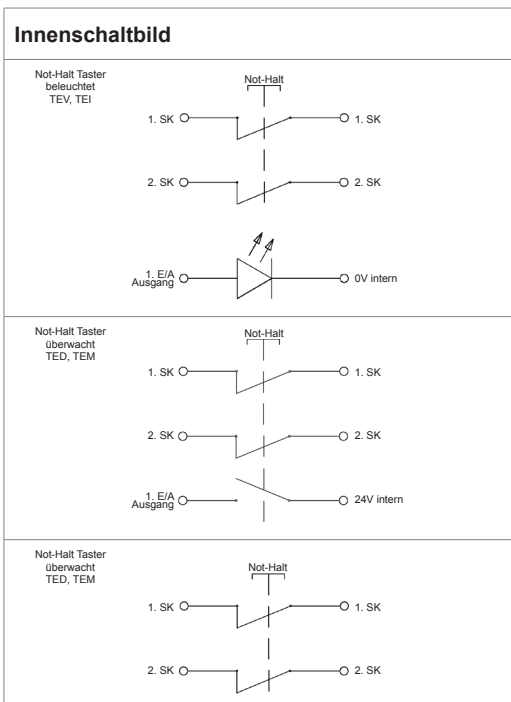 Innenschaltbild
Not-Halt Taster
beleuchtet
TEV, TEI
Not-Halt
1. SK 1. SK
2. SK 2. SK
1. E/A
Ausgang
0V intern
Not-Halt Taster
überwacht
TED, TEM
Not-Halt
1. SK 1. SK
2. SK 2. SK
1. E/A
Ausgang
24V intern
Not-Halt Taster
überwacht
TED, TEM
Not-Halt
1. SK 1. SK
2. SK 2. SK